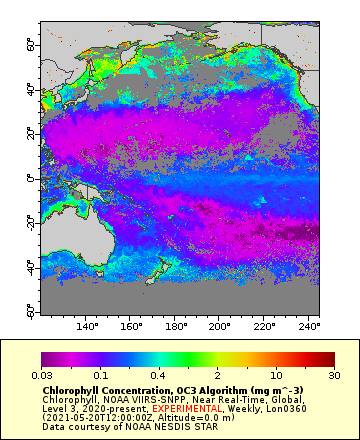 60°
40°
20°
0°
-20°
-40°
-60°
140° 160° 180° 200° 220° 240°
0.03 0.1 1 2 10 30
Chlorophyll Concentration, OC3 Algorithm (mg m^-3)
Chlorophyll, NOAA VIIRS-SNPP, Near Real-Time, Global,
Level 3, 2020-present, EXPERIMENTAL, Weekly, Lon0360
(2021-05-20T12:00:00Z, Altitude=0.0 m)
Data courtesy of NOAA NESDIS STAR